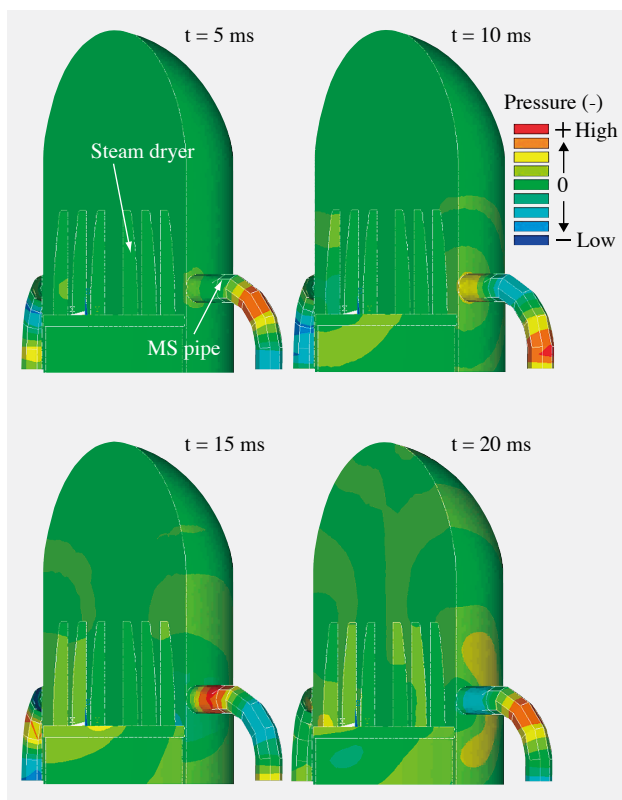 t = 5 ms
t = 10 ms
Pressure (-)
+ High
0
− Low
Steam dryer
MS pipe
t = 15 ms
t = 20 ms